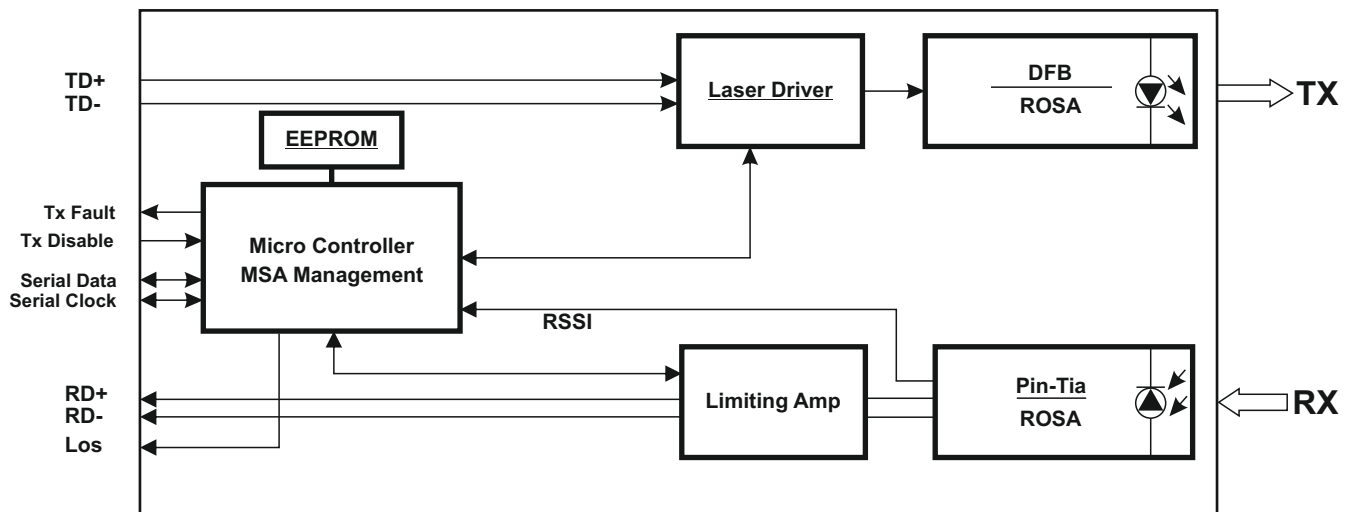 TD+
TD-
Laser Driver
DFB
ROSA
TX
EEPROM
Tx Fault
Tx Disable
Serial Data
Serial Clock
Micro Controller
MSA Management
RSSI
RD+
RD-
Los
Limiting Amp
Pin-Tia
ROSA
RX